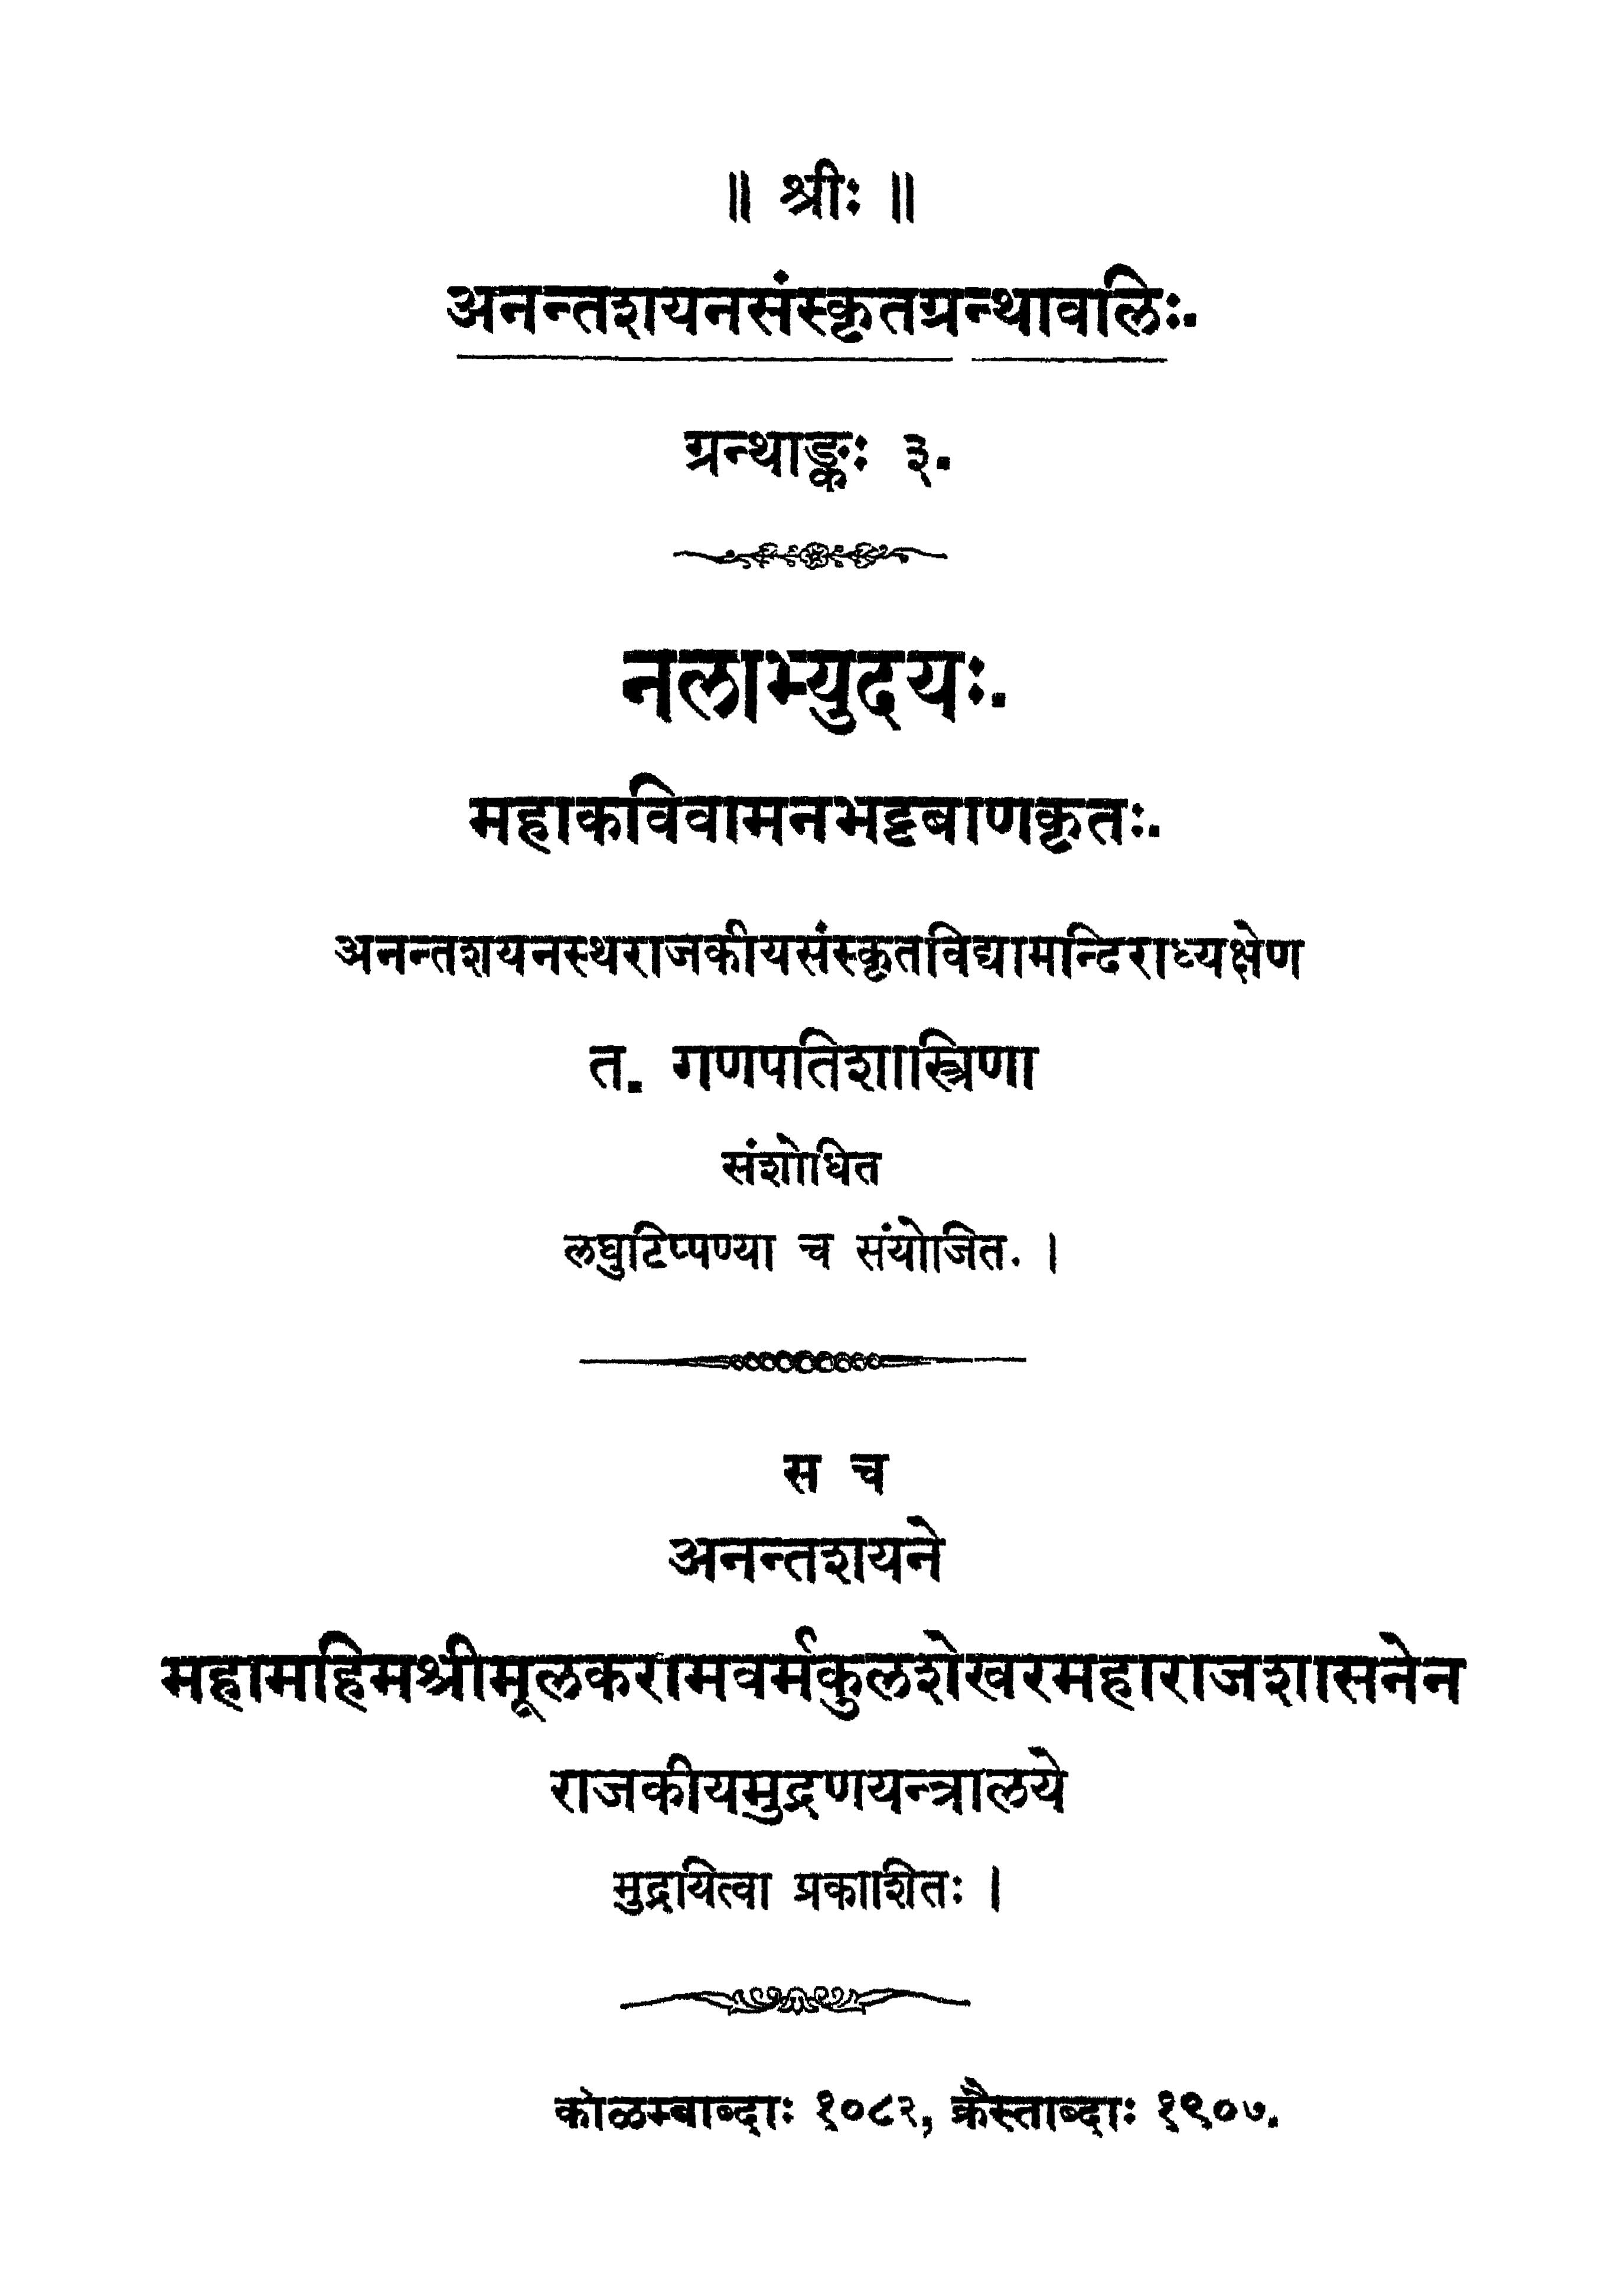 ॥ श्रीः ॥
अनन्तशयनसंस्कृतग्रन्थावलिः.
ग्रन्थाङ्कः ३.
नलाभ्युदयः.
महाकविवामनभट्टबाणकृतः.
अनन्तशयनस्थराजकीयसंस्कृतविद्यामन्दिराध्यक्षेण
त. गणपतिशास्त्रिणा
संशोधित
लघुटिप्पण्या च संयोजित. ।
स च
अनन्तशयने
महामहिमश्रीमूलकरामवर्मकुलशेखरमहाराजशासनेन
राजकीयमुद्रणयन्त्रालये
मुद्रयित्वा प्रकाशितः ।
कोळम्बाब्दाः १०८२, क्रैस्ताब्दाः १९०७.